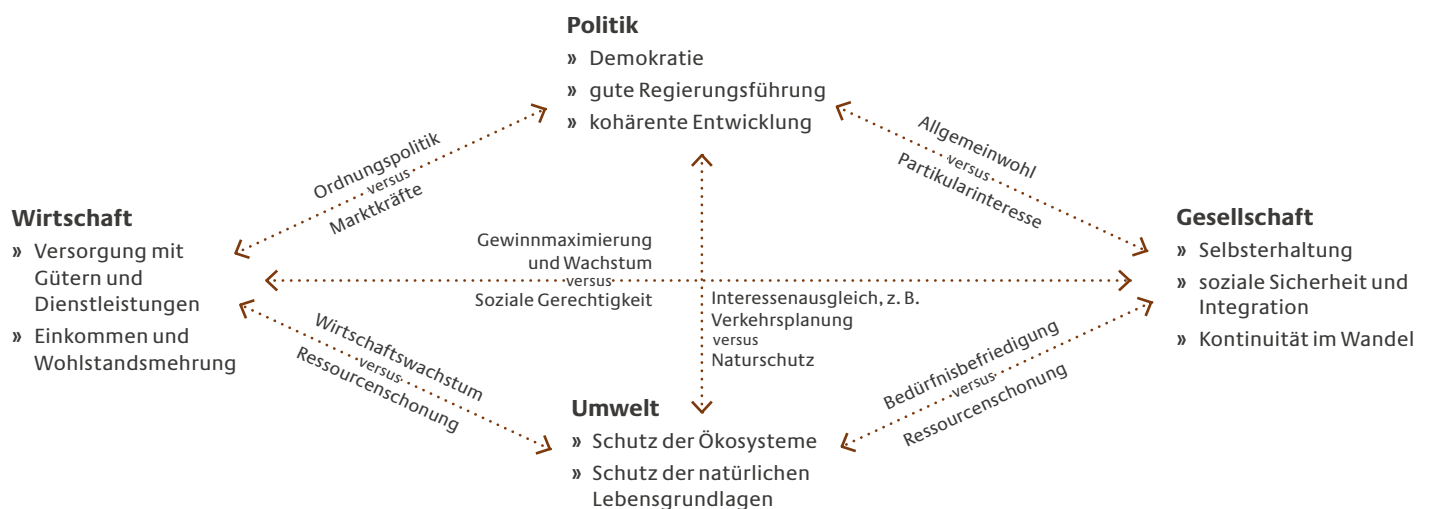 Politik
» Demokratie
» gute Regierungsführung
» kohärente Entwicklung
Ordnungspolitik
versus
Marktkräfte
Allgemeinwohl
versus
Partikularinteresse
Wirtschaft
» Versorgung mit
Gütern und
Dienstleistungen
» Einkommen und
Wohlstandsmehrung
Gewinnmaximierung
und Wachstum
versus
Soziale Gerechtigkeit
Gesellschaft
» Selbsterhaltung
» soziale Sicherheit und
Integration
» Kontinuität im Wandel
Interessenausgleich, z. B.
Verkehrsplanung
versus
Naturschutz
Wirtschaftswachstum
versus
Ressourcenschonung
Bedürfnisbefriedigung
versus
Ressourcenschonung
Umwelt
» Schutz der Ökosysteme
» Schutz der natürlichen
Lebensgrundlagen